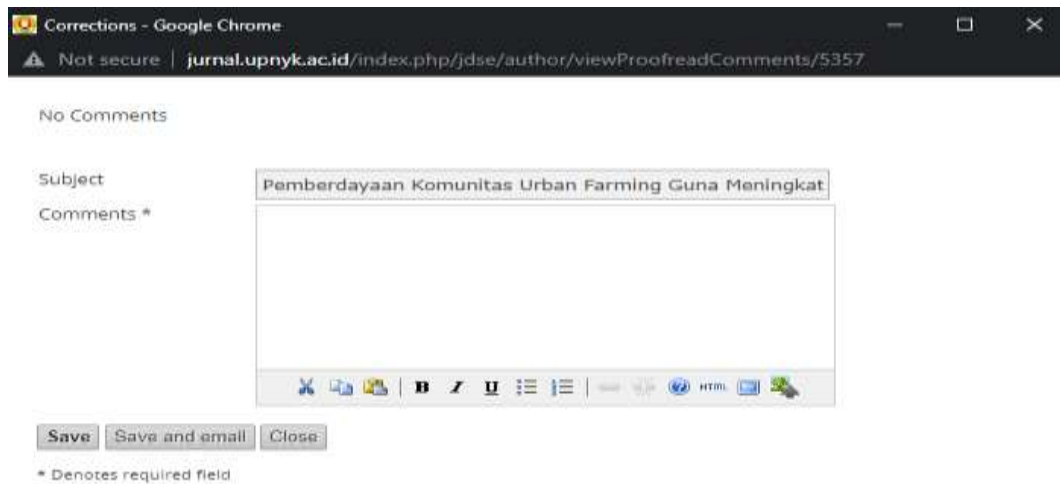 Corrections - Google Chrome
Not secure | jurnal.upnyk.ac.id/index.php/jdse/author/viewProofreadComments/5357
No Comments
Subject
Pemberdayaan Komunitas Urban Farming Guna Meningkat
Comments *
B I U HTML
Save Save and email Close
* Denotes required field